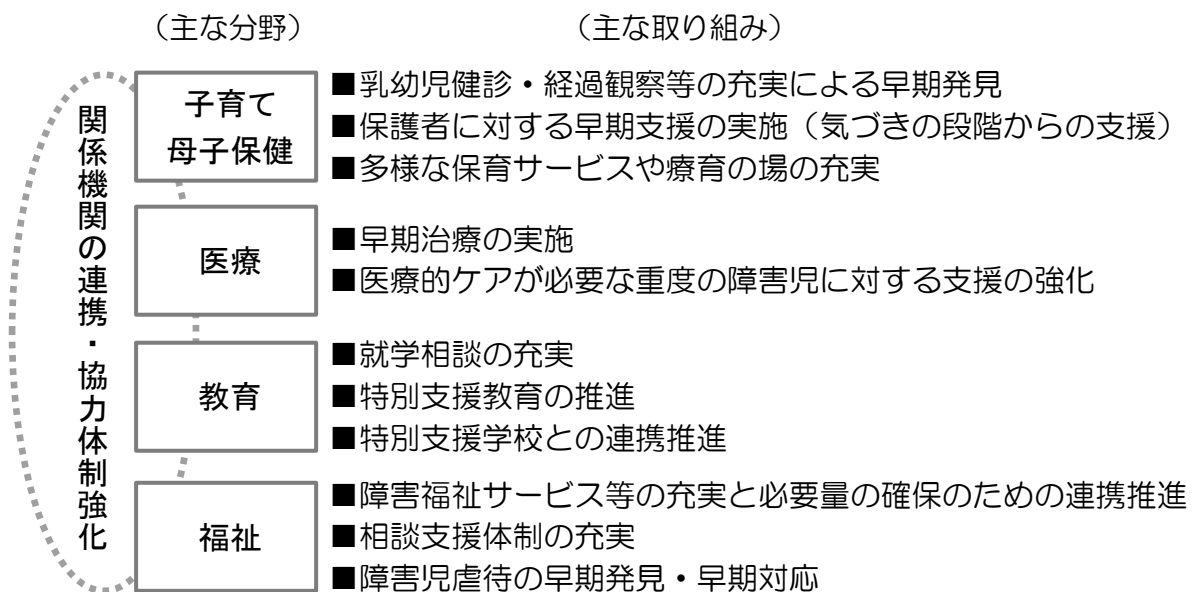 （主な分野）
（主な取り組み）
関係機関の連携・協力体制強化
子育て
母子保健
■乳幼児健診・経過観察等の充実による早期発見
■保護者に対する早期支援の実施（気づきの段階からの支援）
■多様な保育サービスや療育の場の充実
医療
■早期治療の実施
■医療的ケアが必要な重度の障害児に対する支援の強化
教育
■就学相談の充実
■特別支援教育の推進
■特別支援学校との連携推進
福祉
■障害福祉サービス等の充実と必要量の確保のための連携推進
■相談支援体制の充実
■障害児虐待の早期発見・早期対応